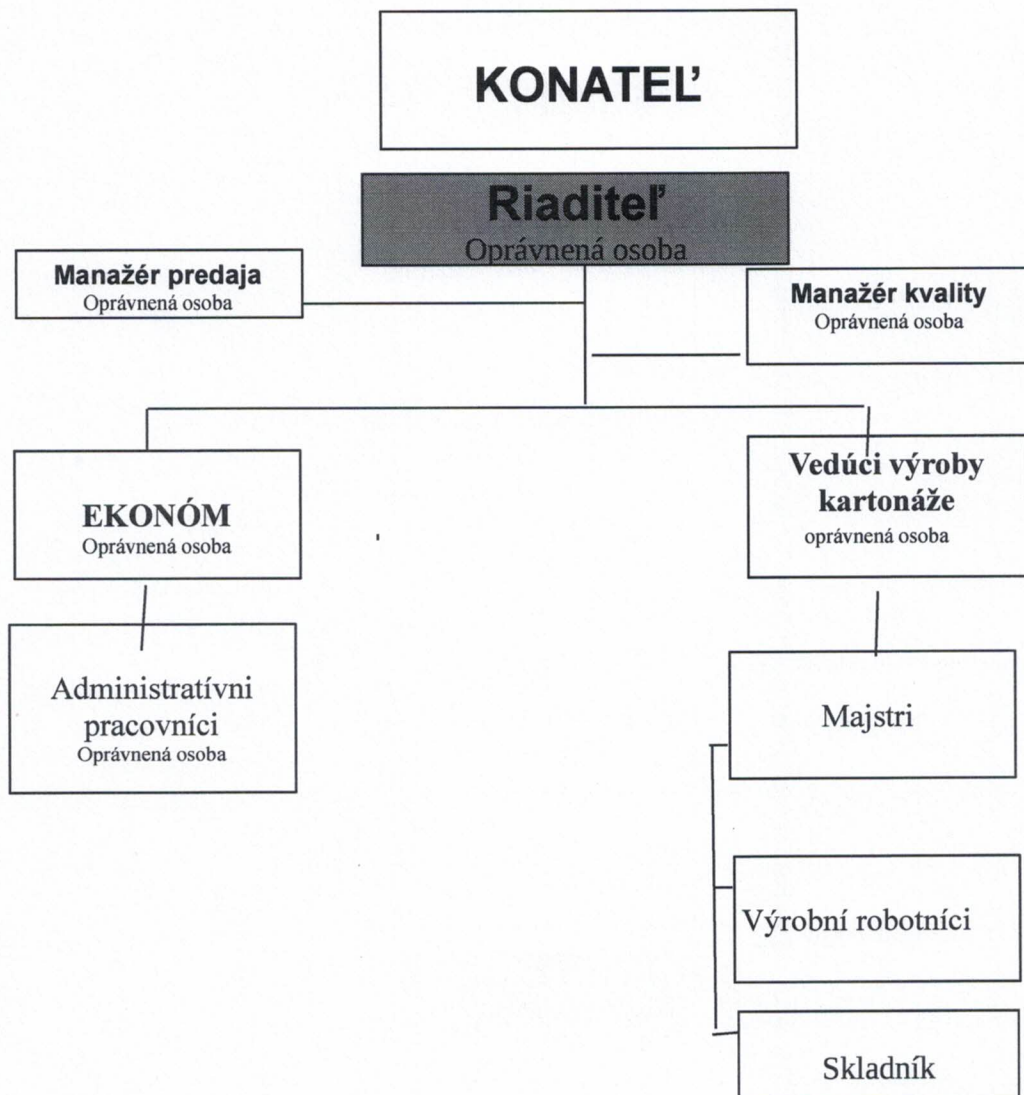 KONATEĽ
Riaditeľ
Oprávnená osoba
Manažér predaja
Oprávnená osoba
Manažér kvality
Oprávnená osoba
EKONÓM
Oprávnená osoba
Vedúci výroby
kartonáže
oprávnená osoba
Administratívni
pracovníci
Oprávnená osoba
Majstri
Výrobní robotníci
Skladník